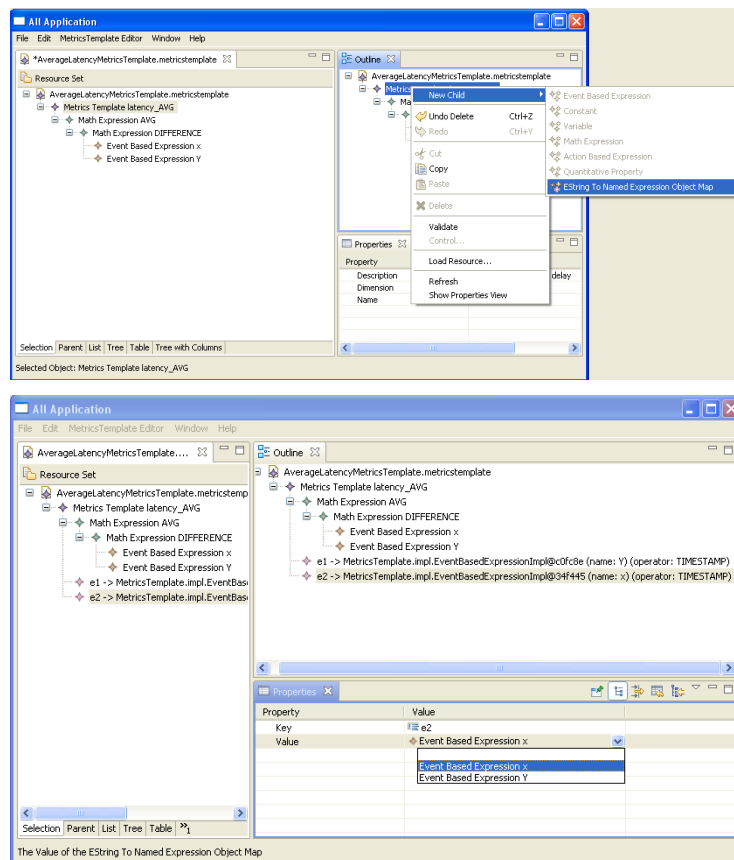 All Application
File Edit MetricsTemplate Editor Window Help
*AverageLatencyMetricsTemplate.metricstemplate
Resource Set
AverageLatencyMetricsTemplate.metricstemplate
Metrics Template latency_AVG
Math Expression AVG
Math Expression DIFFERENCE
Event Based Expression x
Event Based Expression Y
Selection Parent List Tree Table Tree with Columns
Selected Object: Metrics Template latency_AVG
Outline
AverageLatencyMetricsTemplate.metricstemplate
Metrics
Ma
New Child
Undo Delete Ctrl+Z
Redo Ctrl+Y
Cut
Copy
Paste
Delete
Validate
Control...
Load Resource...
Refresh
Show Properties View
Event Based Expression
Constant
Variable
Math Expression
Action Based Expression
Quantitative Property
EString To Named Expression Object Map
Properties
Property
Description delay
Dimension
Name
All Application
File Edit MetricsTemplate Editor Window Help
AverageLatencyMetricsTemplate....
Resource Set
AverageLatencyMetricsTemplate.metricstemp
Metrics Template latency_AVG
Math Expression AVG
Math Expression DIFFERENCE
Event Based Expression x
Event Based Expression Y
e1 -> MetricsTemplate.impl.EventBas
e2 -> MetricsTemplate.impl.EventBas
Selection Parent List Tree Table »1
Outline
AverageLatencyMetricsTemplate.metricstemplate
Metrics Template latency_AVG
Math Expression AVG
Math Expression DIFFERENCE
Event Based Expression x
Event Based Expression Y
e1 -> MetricsTemplate.impl.EventBasedExpressionImpl@c0fc8e (name: Y) (operator: TIMESTAMP)
e2 -> MetricsTemplate.impl.EventBasedExpressionImpl@34f445 (name: x) (operator: TIMESTAMP)
Properties
Property Value
Key e2
Value Event Based Expression x
Event Based Expression x
Event Based Expression Y
The Value of the EString To Named Expression Object Map